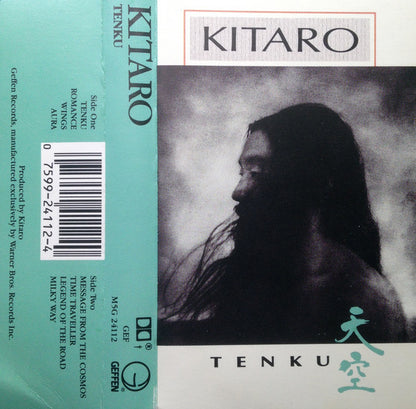 KITARO
TENKU
Side One
TENKU
ROMANCE
WINGS
AURA
0 7599-24112-4
Side Two
MESSAGE FROM THE COSMOS
TIME TRAVELLER
LEGEND OF THE ROAD
MILKY WAY
Produced by Kitaro
Geffen Records, manufactured exclusively by Warner Bros. Records Inc.
KITARO
TENKU
GEF
M5G 24112
GEFFEN
KITARO
TENKU
天空